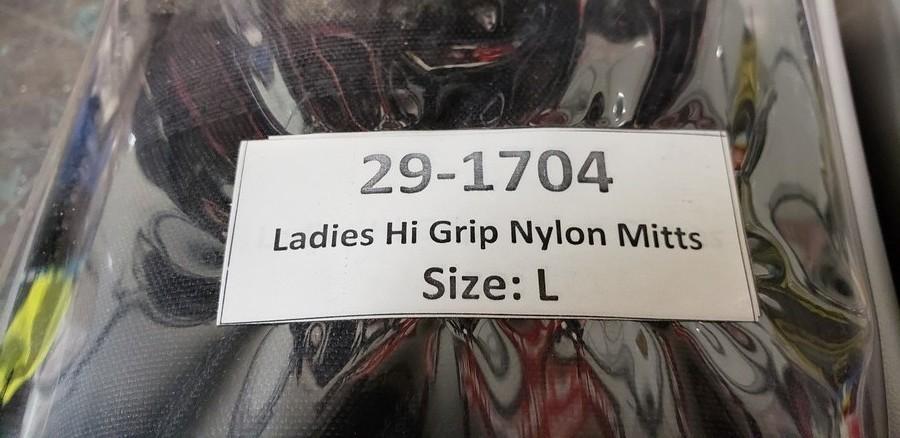 29-1704
Ladies Hi Grip Nylon Mitts
Size: L